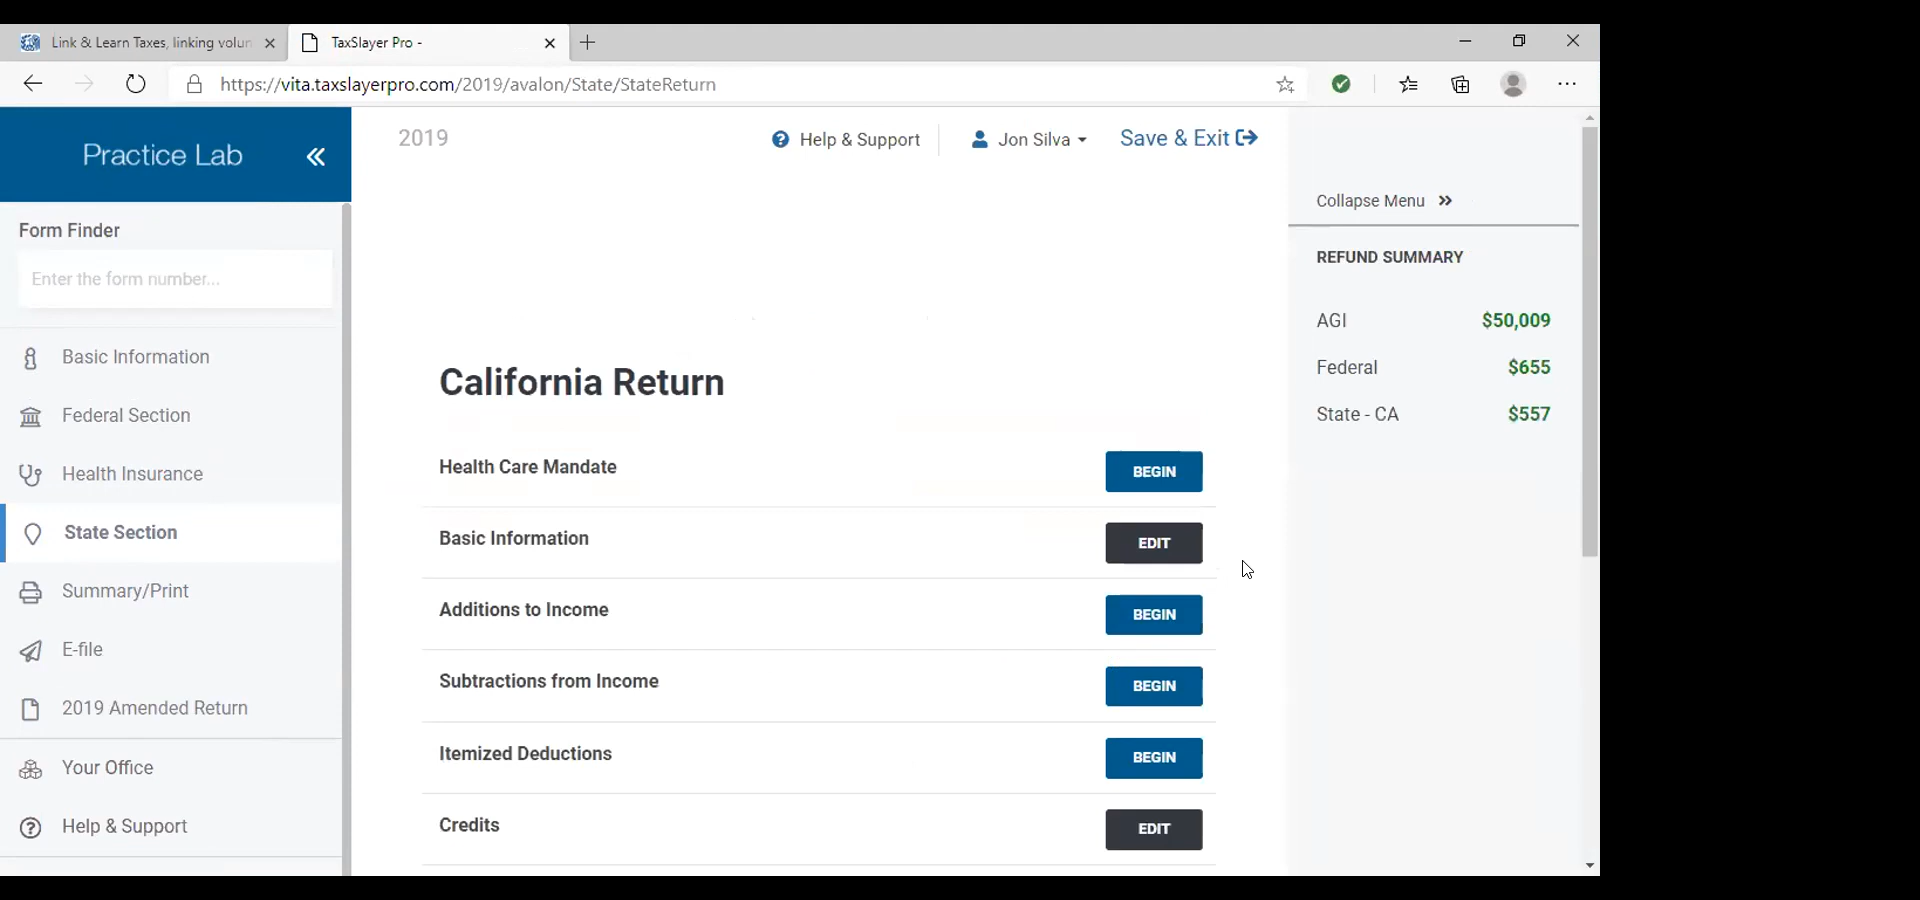 Link & Learn Taxes, linking volun
TaxSlayer Pro -
https://vita.taxslayerpro.com/2019/avalon/State/StateReturn
Practice Lab
2019
Help & Support
Jon Silva
Save & Exit
Collapse Menu
Form Finder
Enter the form number...
REFUND SUMMARY
AGI $50,009
Federal $655
State - CA $557
Basic Information
Federal Section
Health Insurance
State Section
Summary/Print
E-file
2019 Amended Return
Your Office
Help & Support
California Return
Health Care Mandate BEGIN
Basic Information EDIT
Additions to Income BEGIN
Subtractions from Income BEGIN
Itemized Deductions BEGIN
Credits EDIT